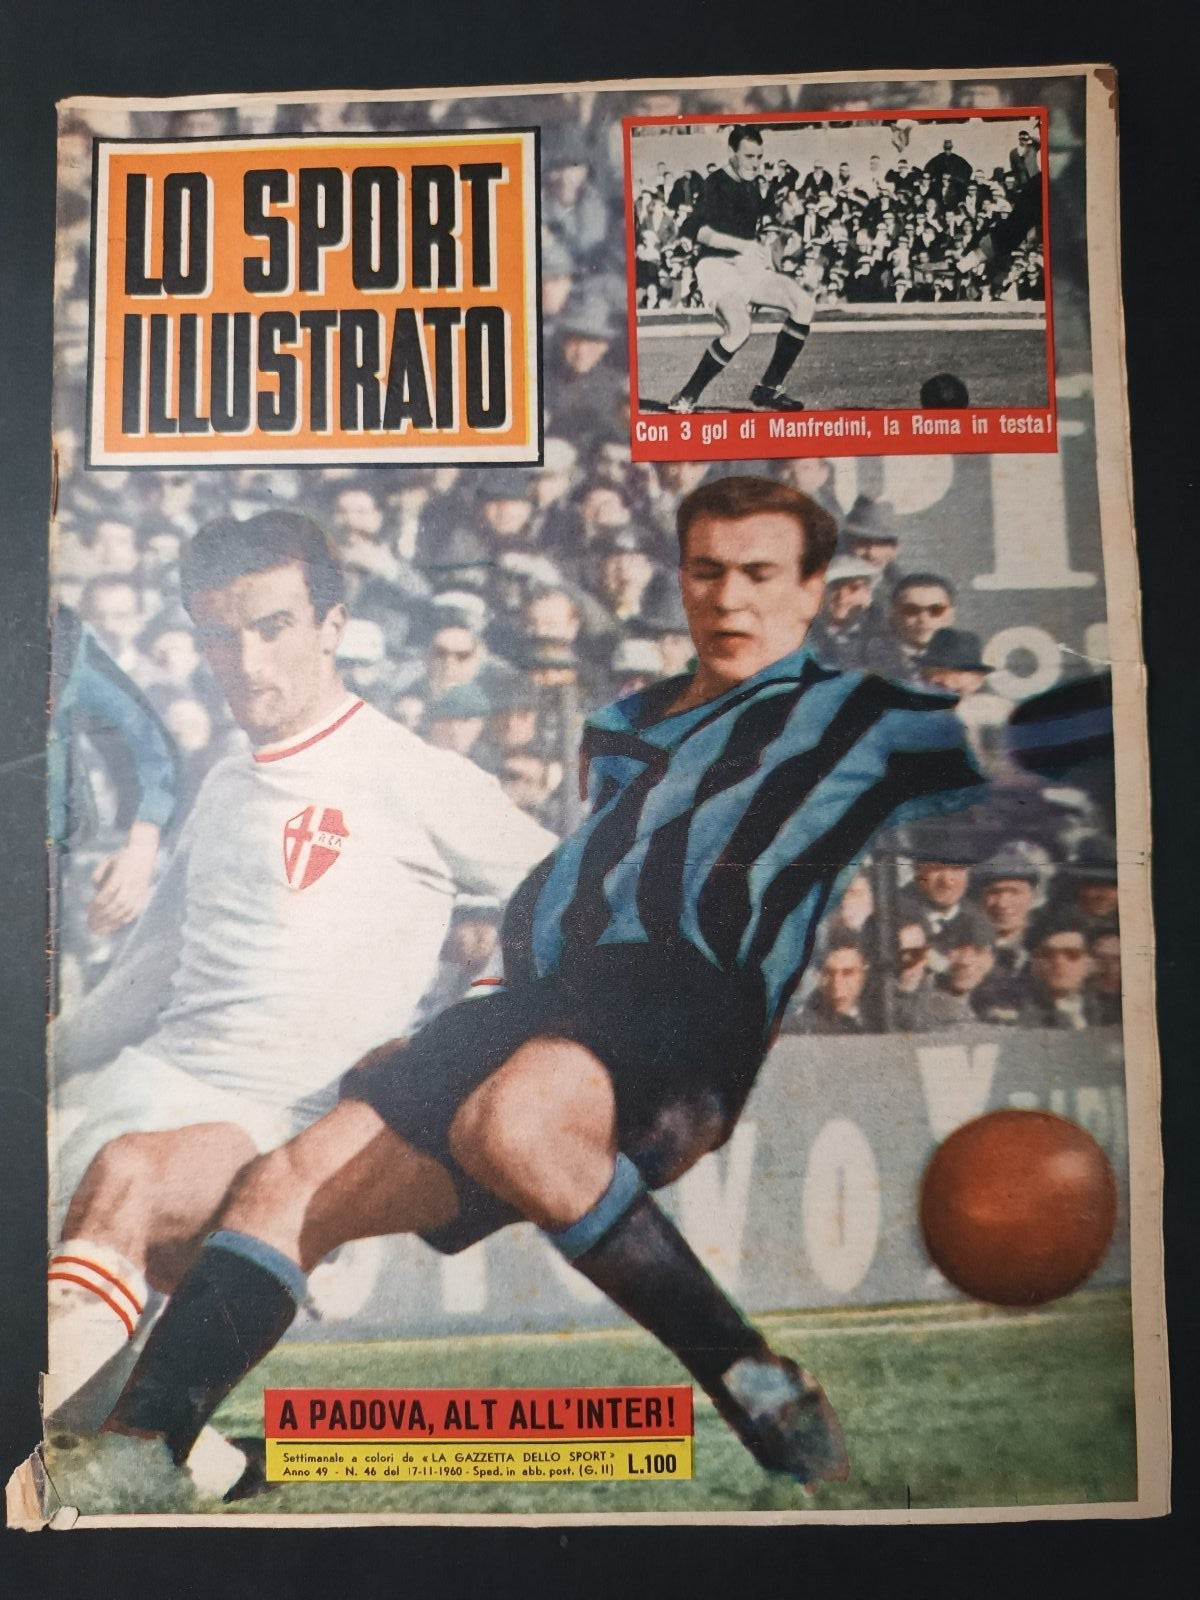 LO SPORT
ILLUSTRATO
Con 3 gol di Manfredini, la Roma in testa!
A PADOVA, ALT ALL'INTER!
Settimanale a colori de «LA GAZZETTA DELLO SPORT»
Anno 49 - N. 46 del 17-11-1960 - Sped. in abb. post. (G. II) L.100